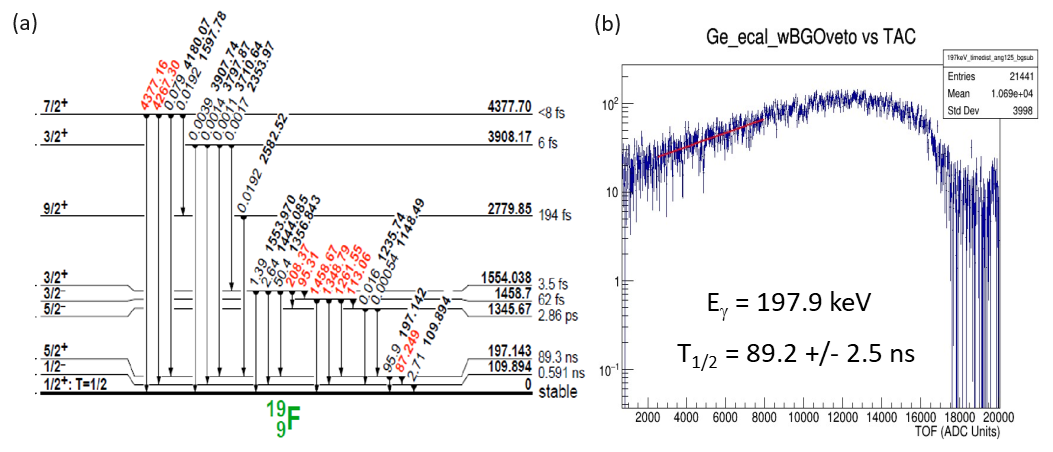 (a)
4377.16
4267.30
0.079 4180.07
0.0192 1597.78
0.0039 3907.74
0.0014 3797.87
0.0011 3710.64
0.0017 2353.97
0.0192 2582.52
1.39 1553.970
2.64 1444.085
50.4 1356.843
208.37
95.31
1458.67
1348.79
1261.55
113.06
0.016 1235.74
0.00054 1148.49
95.9 197.142
87.249
2.71 109.894
7/2+ 4377.70 <8 fs
3/2+ 3908.17 6 fs
9/2+ 2779.85 194 fs
3/2+ 1554.038 3.5 fs
3/2- 1458.7 62 fs
5/2- 1345.67 2.86 ps
5/2+ 197.143 89.3 ns
1/2- 109.894 0.591 ns
1/2+: T=1/2 0 stable
19 9 F
(b)
Ge_ecal_wBGOveto vs TAC
197keV_timedist_ang125_bgsub
Entries 21441
Mean 1.069e+04
Std Dev 3998
10²
10
1
10⁻¹
Eγ = 197.9 keV
T1/2 = 89.2 +/- 2.5 ns
2000 4000 6000 8000 10000 12000 14000 16000 18000 20000
TOF (ADC Units)